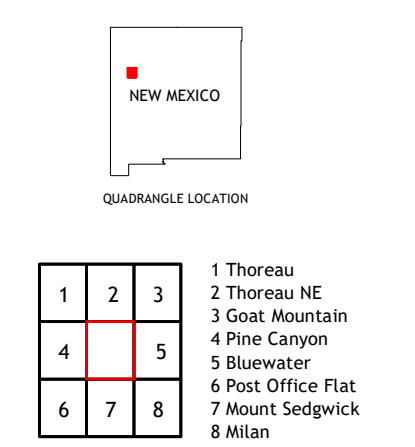 NEW MEXICO
QUADRANGLE LOCATION
1 2 3
4 5
6 7 8
1 Thoreau
2 Thoreau NE
3 Goat Mountain
4 Pine Canyon
5 Bluewater
6 Post Office Flat
7 Mount Sedgwick
8 Milan